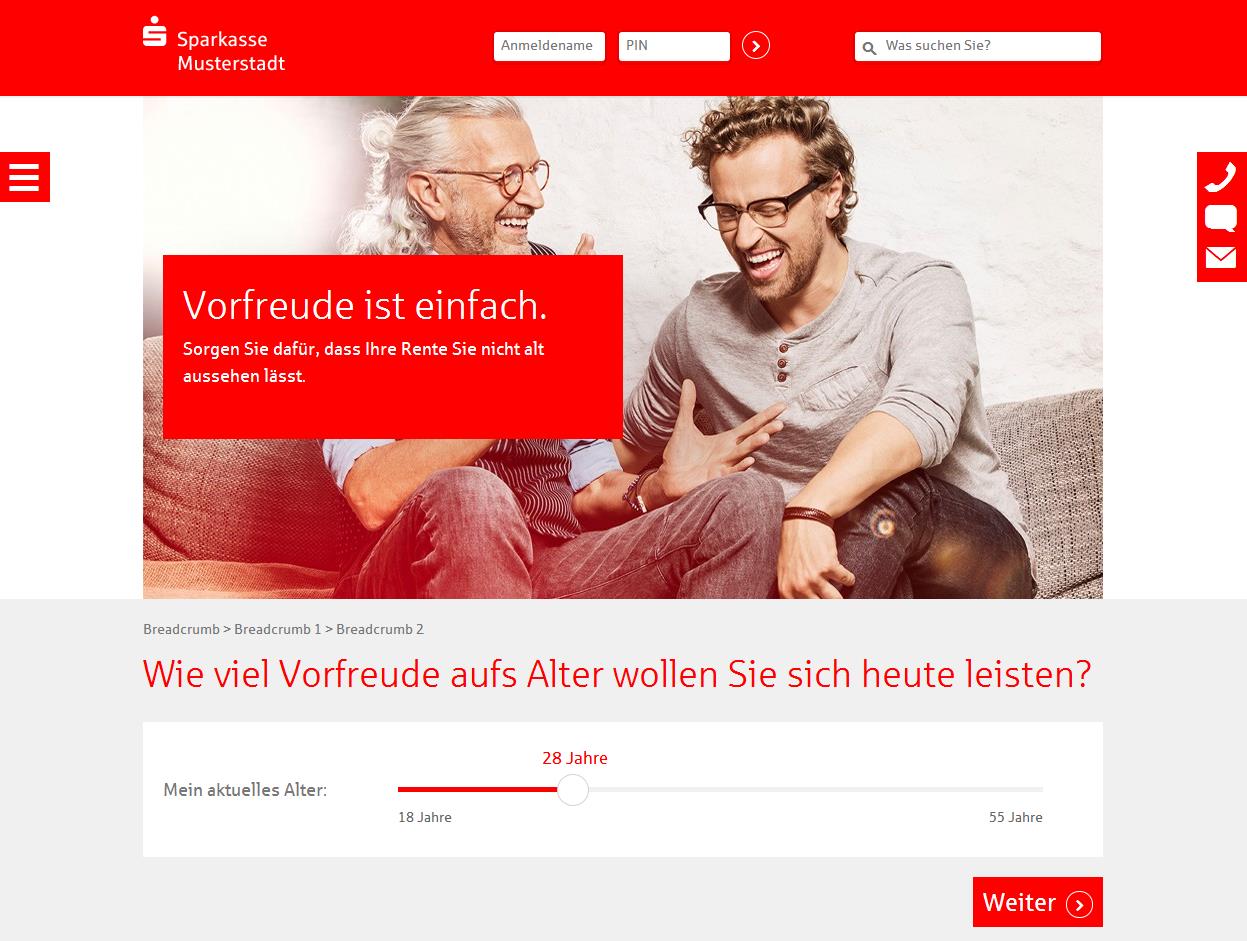 Sparkasse
Musterstadt
Anmeldename
PIN
Was suchen Sie?
Vorfreude ist einfach.
Sorgen Sie dafür, dass Ihre Rente Sie nicht alt
aussehen lässt.
Breadcrumb > Breadcrumb 1 > Breadcrumb 2
Wie viel Vorfreude aufs Alter wollen Sie sich heute leisten?
28 Jahre
Mein aktuelles Alter:
18 Jahre
55 Jahre
Weiter